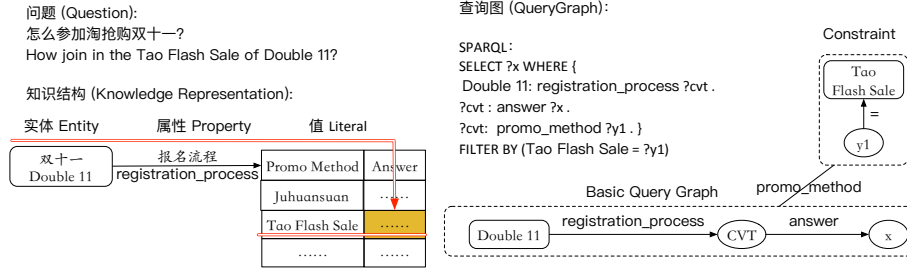 问题 (Question):
怎么参加淘抢购双十一?
How join in the Tao Flash Sale of Double 11?
知识结构 (Knowledge Representation):
实体 Entity
属性 Property
值 Literal
双十一
Double 11
报名流程
registration_process
Promo Method
Answer
Juhuansuan
......
Tao Flash Sale
......
......
......
查询图 (QueryGraph):
SPARQL:
SELECT ?x WHERE {
Double 11: registration_process ?cvt .
?cvt : answer ?x .
?cvt: promo_method ?y1 . }
FILTER BY (Tao Flash Sale = ?y1)
Constraint
Tao
Flash Sale
=
y1
promo_method
Basic Query Graph
Double 11
registration_process
CVT
answer
x